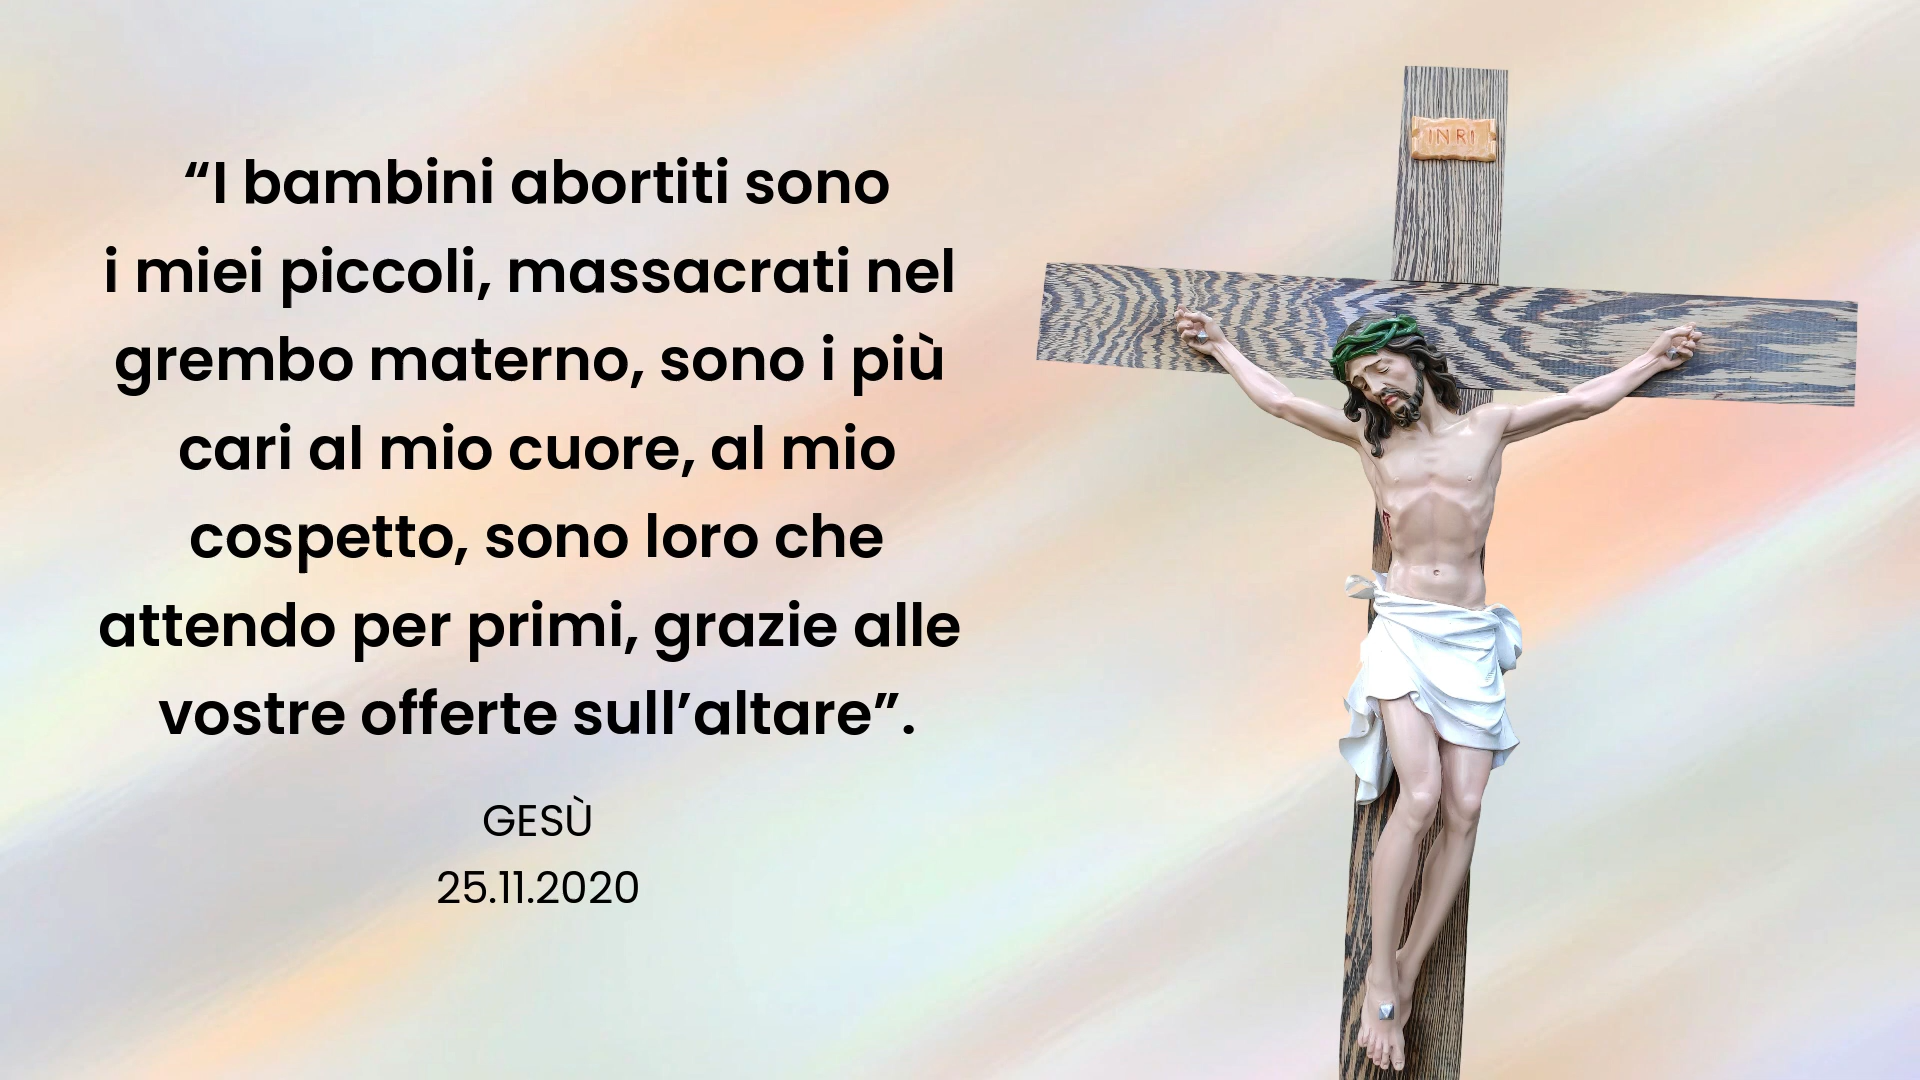 “I bambini abortiti sono
i miei piccoli, massacrati nel
grembo materno, sono i più
cari al mio cuore, al mio
cospetto, sono loro che
attendo per primi, grazie alle
vostre offerte sull’altare”.
GESÙ
25.11.2020
INRI